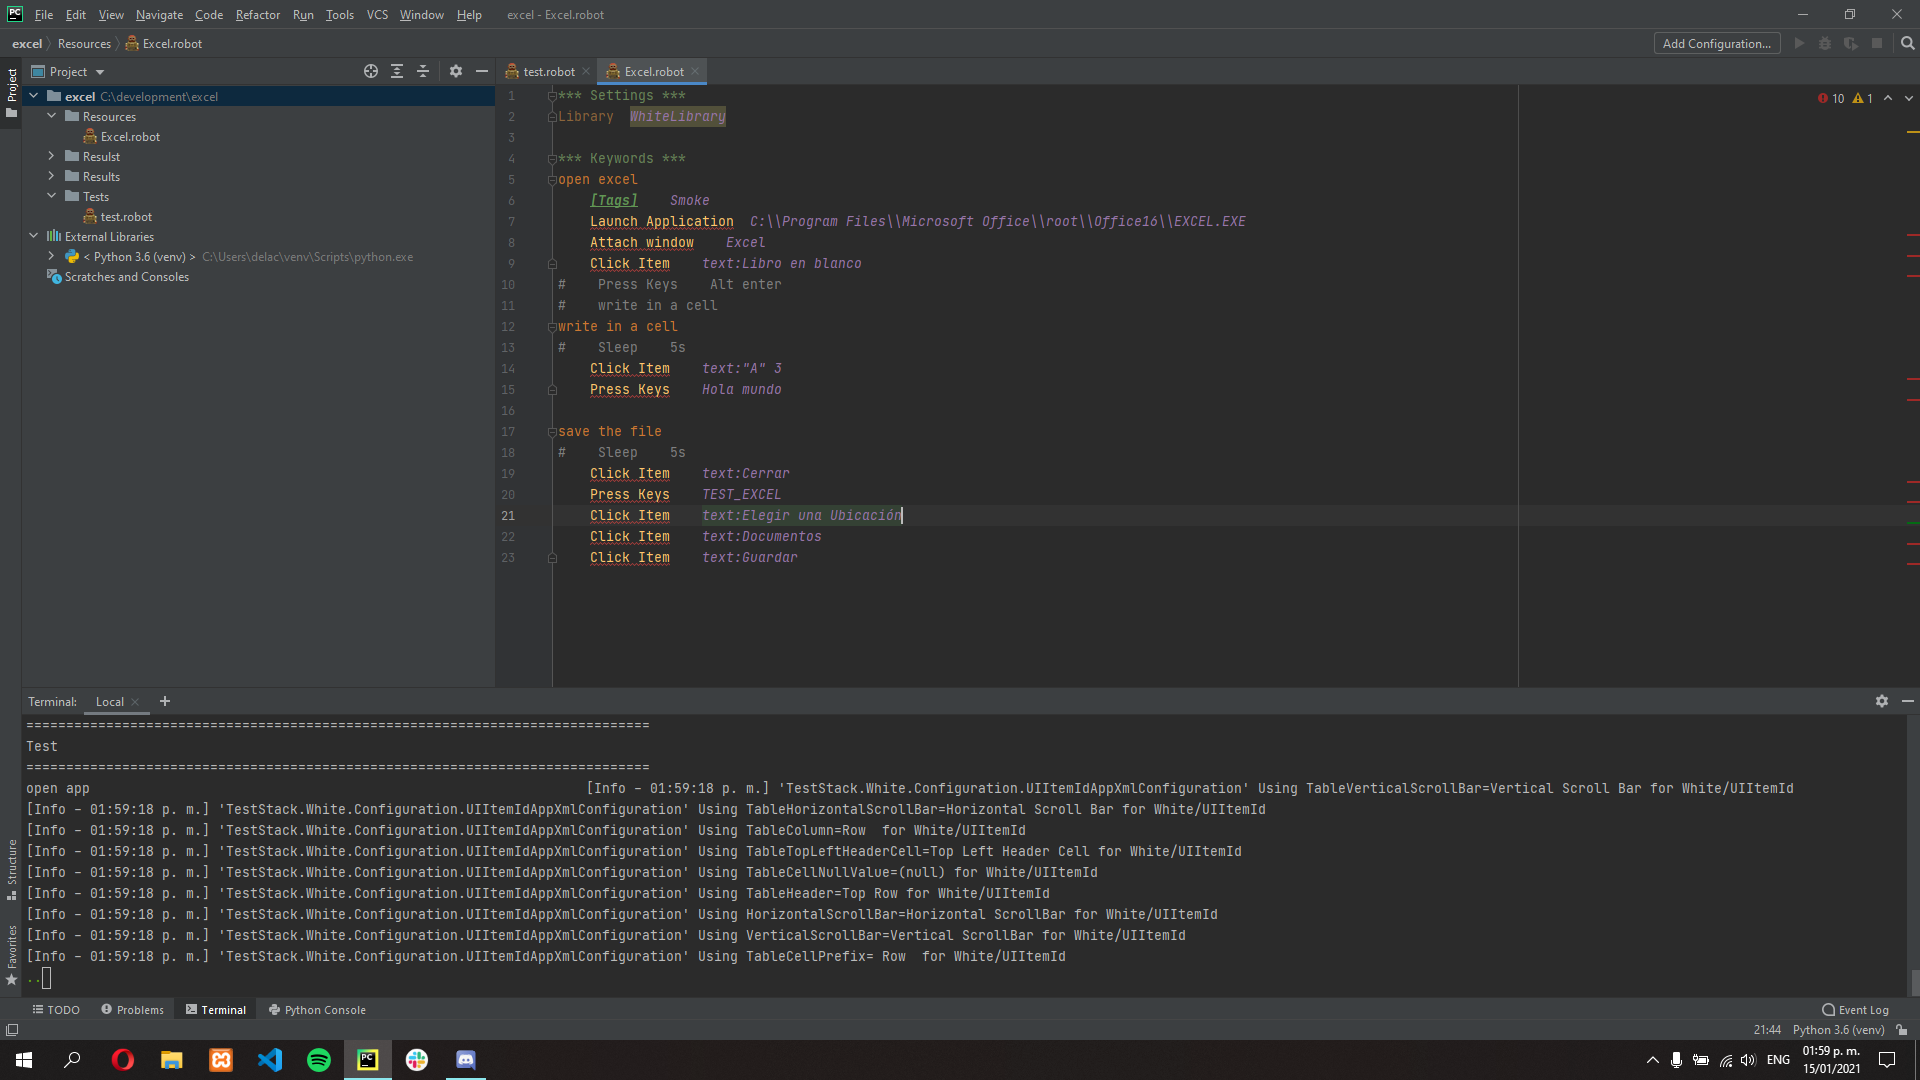 PC File Edit View Navigate Code Refactor Run Tools VCS Window Help excel - Excel.robot
excel Resources Excel.robot Add Configuration...
Project test.robot Excel.robot
Project
excel C:\development\excel
Resources
Excel.robot
Resulst
Results
Tests
test.robot
External Libraries
< Python 3.6 (venv) > C:\Users\delac\venv\Scripts\python.exe
Scratches and Consoles
10 1
1 *** Settings ***
2 Library WhiteLibrary
3
4 *** Keywords ***
5 open excel
6 [Tags] Smoke
7 Launch Application C:\\Program Files\\Microsoft Office\\root\\Office16\\EXCEL.EXE
8 Attach window Excel
9 Click Item text:Libro en blanco
10 # Press Keys Alt enter
11 # write in a cell
12 write in a cell
13 # Sleep 5s
14 Click Item text:"A" 3
15 Press Keys Hola mundo
16
17 save the file
18 # Sleep 5s
19 Click Item text:Cerrar
20 Press Keys TEST_EXCEL
21 Click Item text:Elegir una Ubicación
22 Click Item text:Documentos
23 Click Item text:Guardar
Terminal: Local +
==============================================================================
Test
==============================================================================
open app [Info - 01:59:18 p. m.] 'TestStack.White.Configuration.UIItemIdAppXmlConfiguration' Using TableVerticalScrollBar=Vertical Scroll Bar for White/UIItemId
[Info - 01:59:18 p. m.] 'TestStack.White.Configuration.UIItemIdAppXmlConfiguration' Using TableHorizontalScrollBar=Horizontal Scroll Bar for White/UIItemId
[Info - 01:59:18 p. m.] 'TestStack.White.Configuration.UIItemIdAppXmlConfiguration' Using TableColumn=Row  for White/UIItemId
[Info - 01:59:18 p. m.] 'TestStack.White.Configuration.UIItemIdAppXmlConfiguration' Using TableTopLeftHeaderCell=Top Left Header Cell for White/UIItemId
[Info - 01:59:18 p. m.] 'TestStack.White.Configuration.UIItemIdAppXmlConfiguration' Using TableCellNullValue=(null) for White/UIItemId
[Info - 01:59:18 p. m.] 'TestStack.White.Configuration.UIItemIdAppXmlConfiguration' Using TableHeader=Top Row for White/UIItemId
[Info - 01:59:18 p. m.] 'TestStack.White.Configuration.UIItemIdAppXmlConfiguration' Using HorizontalScrollBar=Horizontal ScrollBar for White/UIItemId
[Info - 01:59:18 p. m.] 'TestStack.White.Configuration.UIItemIdAppXmlConfiguration' Using VerticalScrollBar=Vertical ScrollBar for White/UIItemId
[Info - 01:59:18 p. m.] 'TestStack.White.Configuration.UIItemIdAppXmlConfiguration' Using TableCellPrefix= Row  for White/UIItemId
..
Structure
Favorites
TODO Problems Terminal Python Console Event Log
21:44 Python 3.6 (venv)
PC ENG 01:59 p. m.
15/01/2021